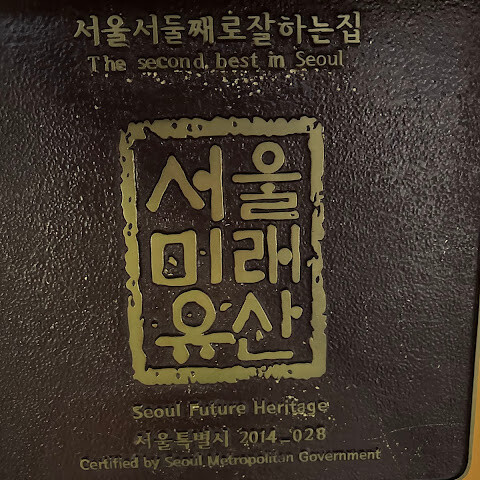 서울서둘째로잘하는집
The second best in Seoul
서울
미래
유산
Seoul Future Heritage
서울특별시 2014-028
Certified by Seoul Metropolitan Government